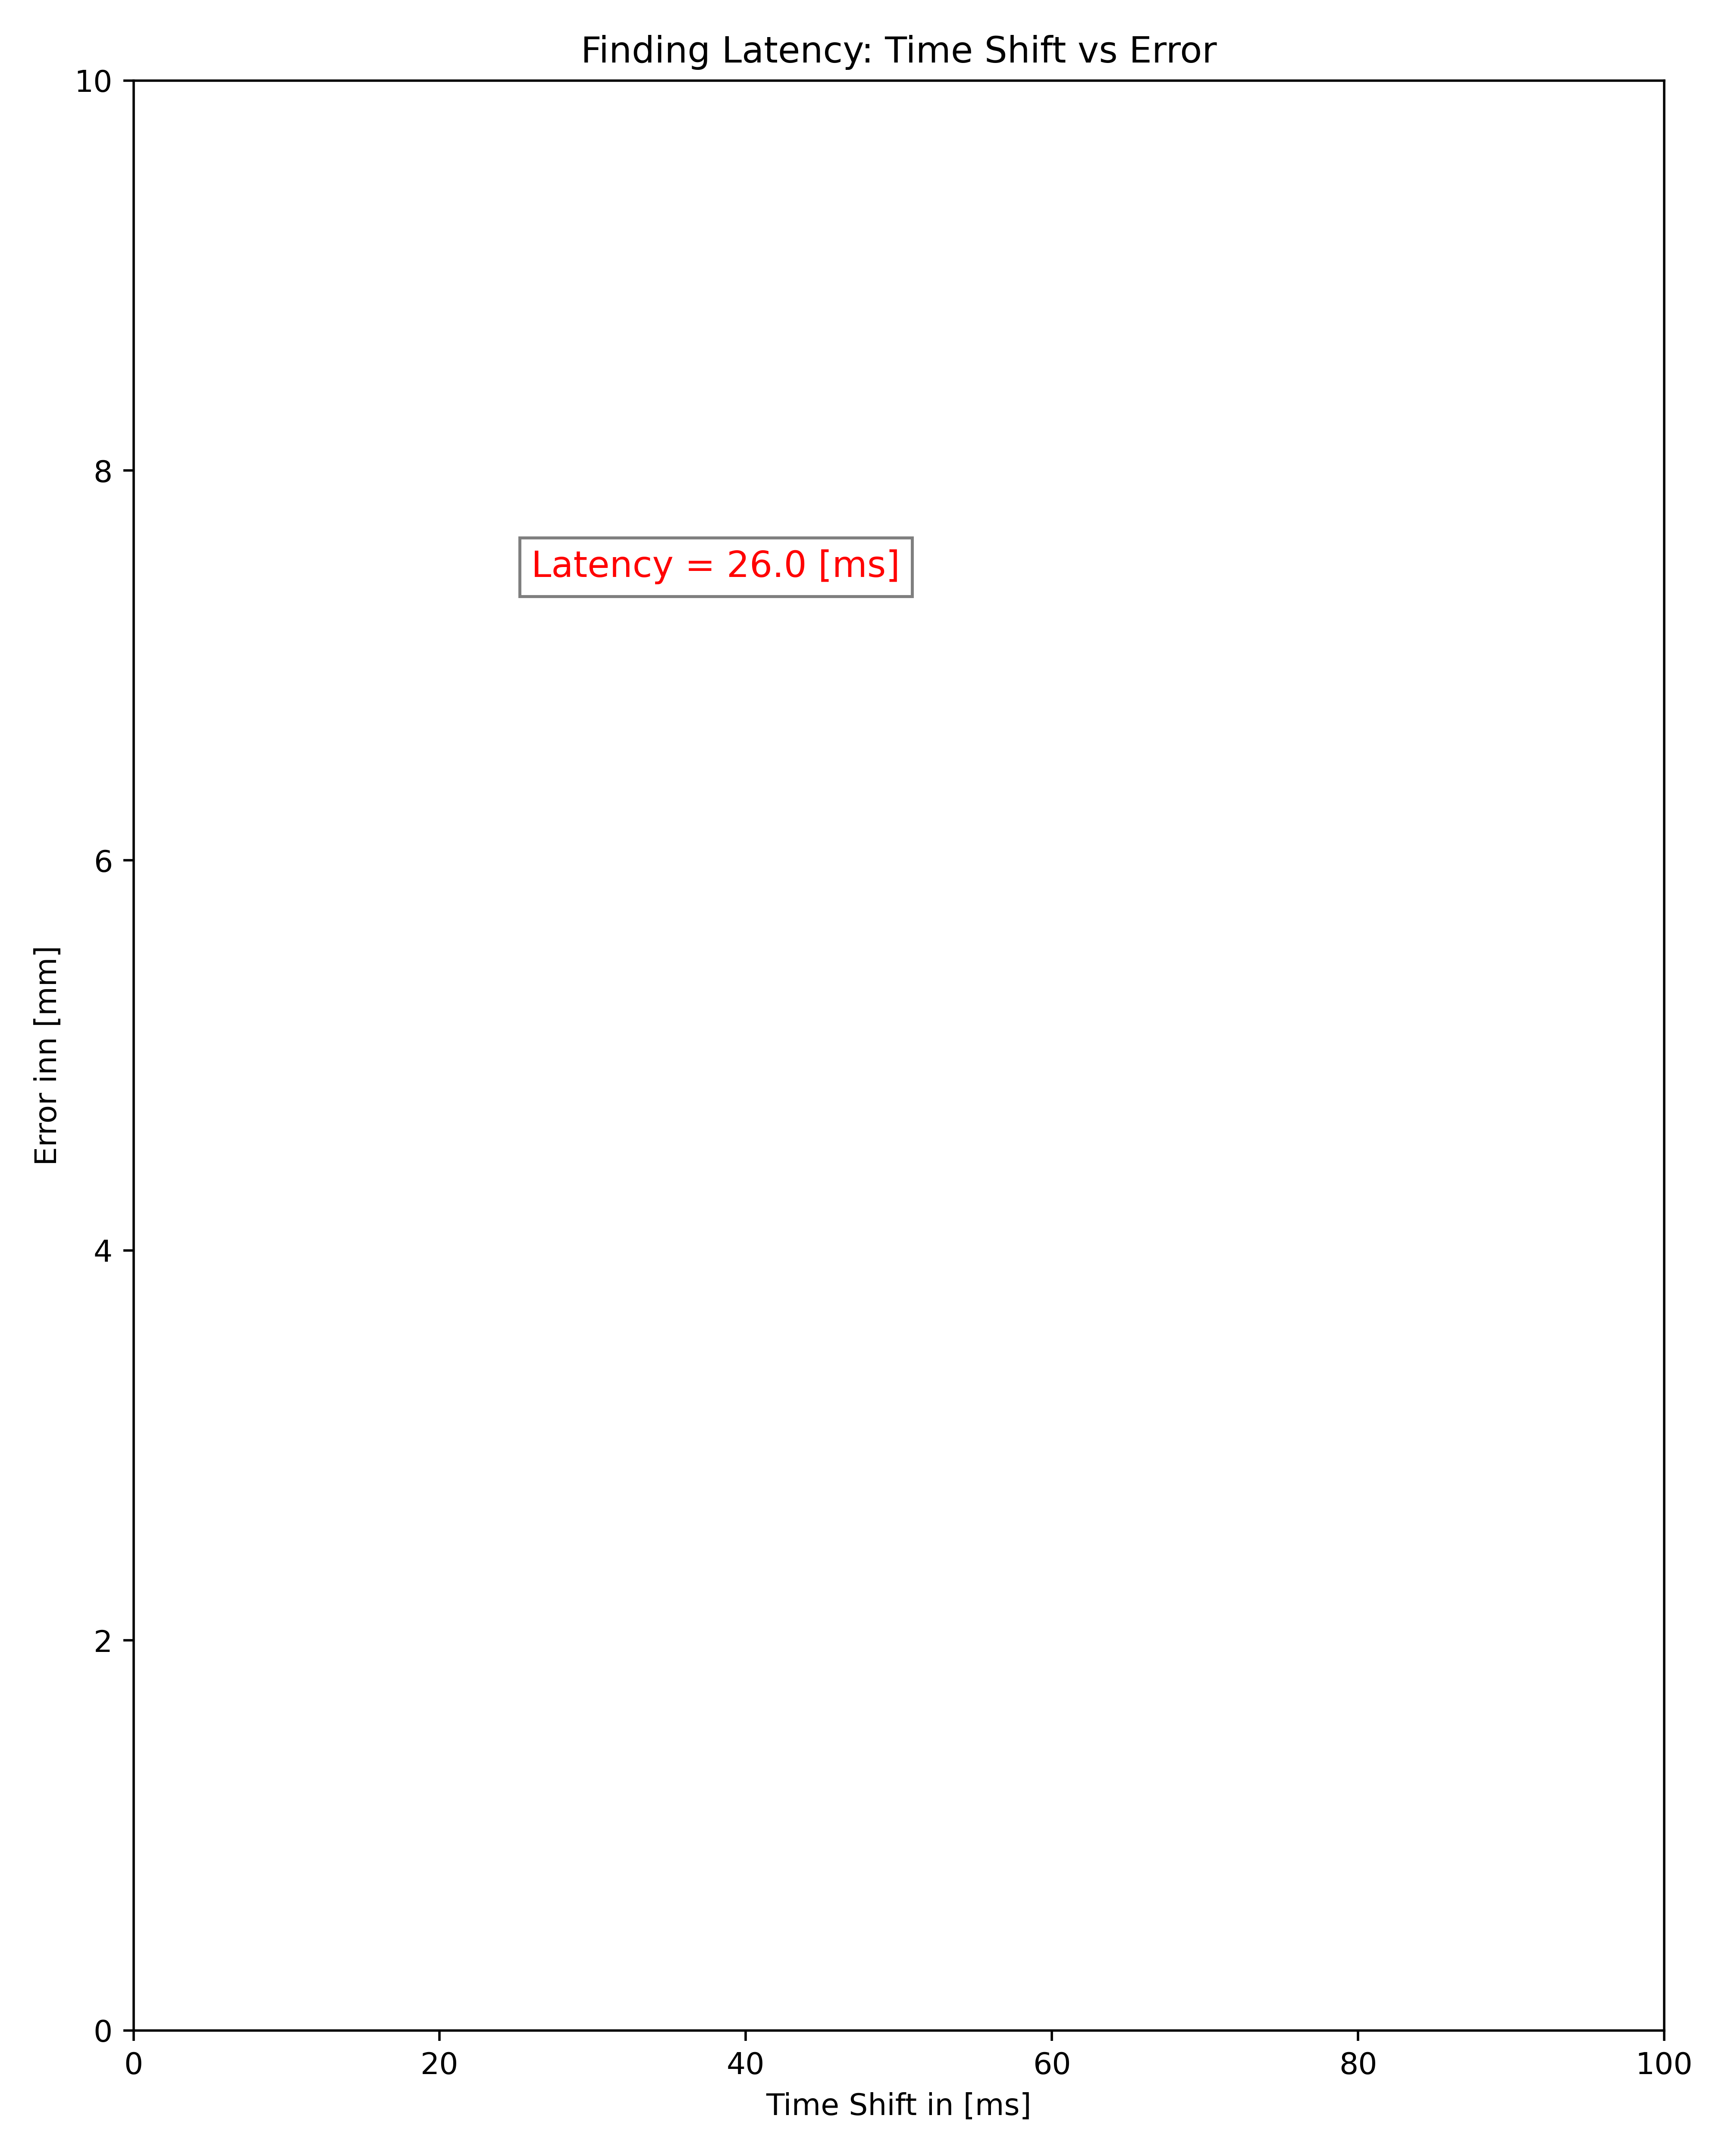 Finding Latency: Time Shift vs Error
10
8
Latency = 26.0 [ms]
6
Error inn [mm]
4
2
0
0 20 40 60 80 100
Time Shift in [ms]